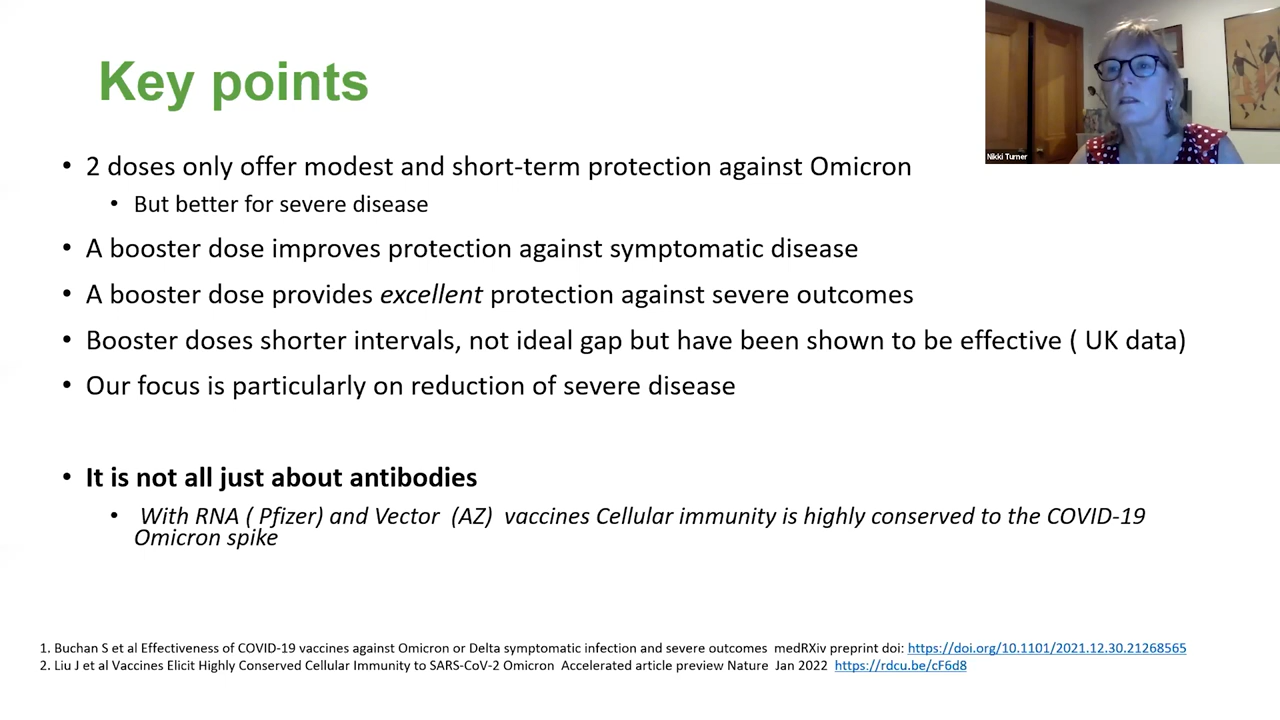 Key points
• 2 doses only offer modest and short-term protection against Omicron
• But better for severe disease
• A booster dose improves protection against symptomatic disease
• A booster dose provides excellent protection against severe outcomes
• Booster doses shorter intervals, not ideal gap but have been shown to be effective ( UK data)
• Our focus is particularly on reduction of severe disease
• It is not all just about antibodies
• With RNA ( Pfizer) and Vector (AZ) vaccines Cellular immunity is highly conserved to the COVID-19
Omicron spike
1. Buchan S et al Effectiveness of COVID-19 vaccines against Omicron or Delta symptomatic infection and severe outcomes medRXiv preprint doi: https://doi.org/10.1101/2021.12.30.21268565
2. Liu J et al Vaccines Elicit Highly Conserved Cellular Immunity to SARS-CoV-2 Omicron Accelerated article preview Nature Jan 2022 https://rdcu.be/cF6d8
Nikki Turner